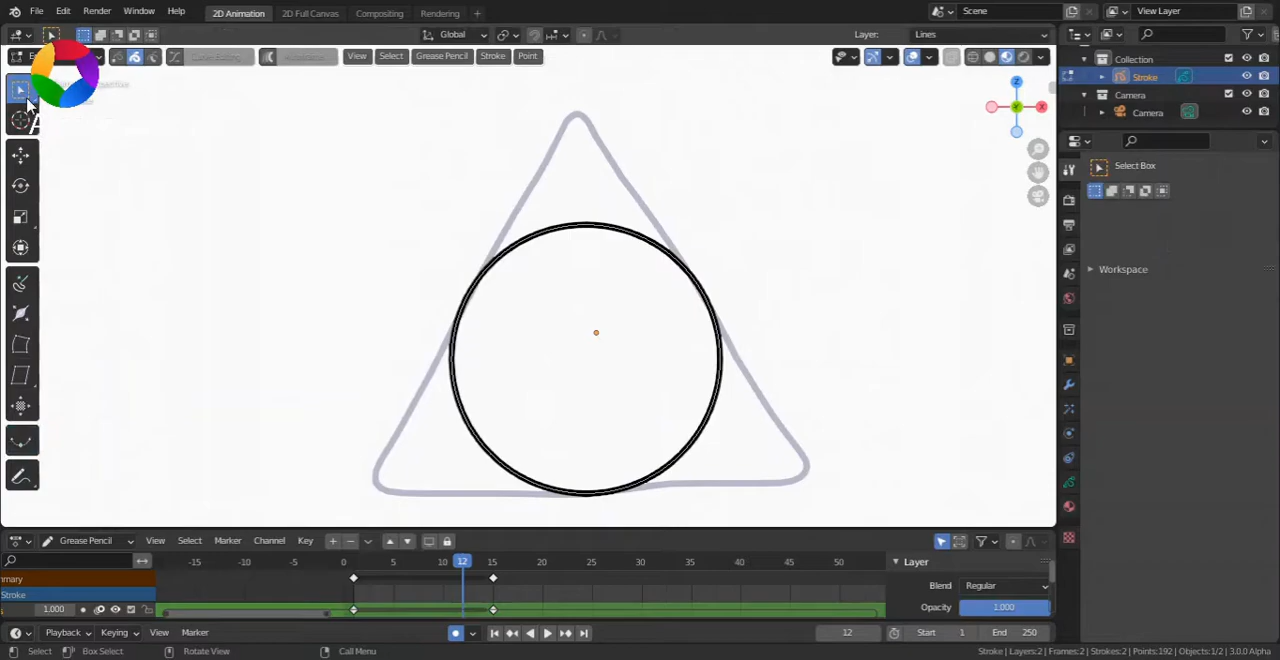 File Edit Render Window Help 2D Animation 2D Full Canvas Compositing Rendering + Scene View Layer
Global Layer: Lines
View Select Grease Pencil Stroke Point
Collection
Stroke
Camera
Camera
Z
X
Select Box
Workspace
Grease Pencil View Select Marker Channel Key
-15 -10 -5 0 5 10 12 15 20 25 30 35 40 45 50
Layer
mmary
Stroke
Blend Regular
1.000
Opacity 1.000
Playback Keying View Marker 12 Start 1 End 250
Select Box Select Rotate View Call Menu Stroke | Layers:2 | Frames:2 | Strokes:2 | Points:192 | Objects:1/2 | 3.0.0 Alpha